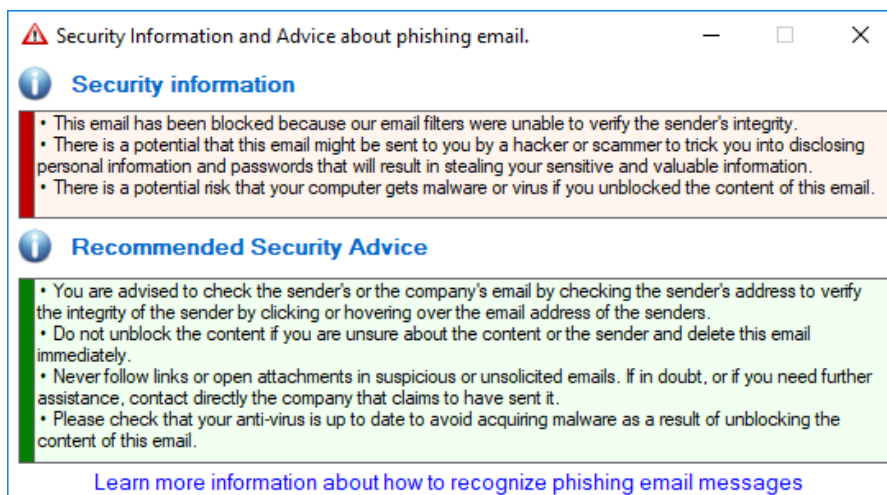 Security Information and Advice about phishing email.
Security information
• This email has been blocked because our email filters were unable to verify the sender's integrity.
• There is a potential that this email might be sent to you by a hacker or scammer to trick you into disclosing
personal information and passwords that will result in stealing your sensitive and valuable information.
• There is a potential risk that your computer gets malware or virus if you unblocked the content of this email.
Recommended Security Advice
• You are advised to check the sender's or the company's email by checking the sender's address to verify
the integrity of the sender by clicking or hovering over the email address of the senders.
• Do not unblock the content if you are unsure about the content or the sender and delete this email
immediately.
• Never follow links or open attachments in suspicious or unsolicited emails. If in doubt, or if you need further
assistance, contact directly the company that claims to have sent it.
• Please check that your anti-virus is up to date to avoid acquiring malware as a result of unblocking the
content of this email.
Learn more information about how to recognize phishing email messages